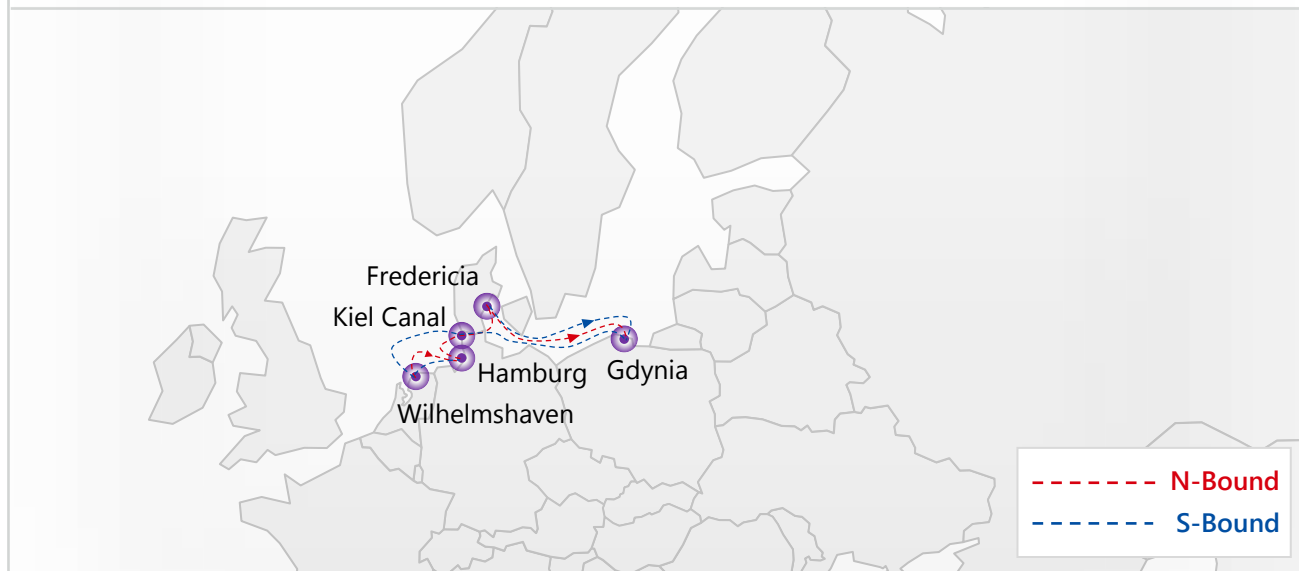 Fredericia
Kiel Canal
Hamburg
Gdynia
Wilhelmshaven
N-Bound
S-Bound